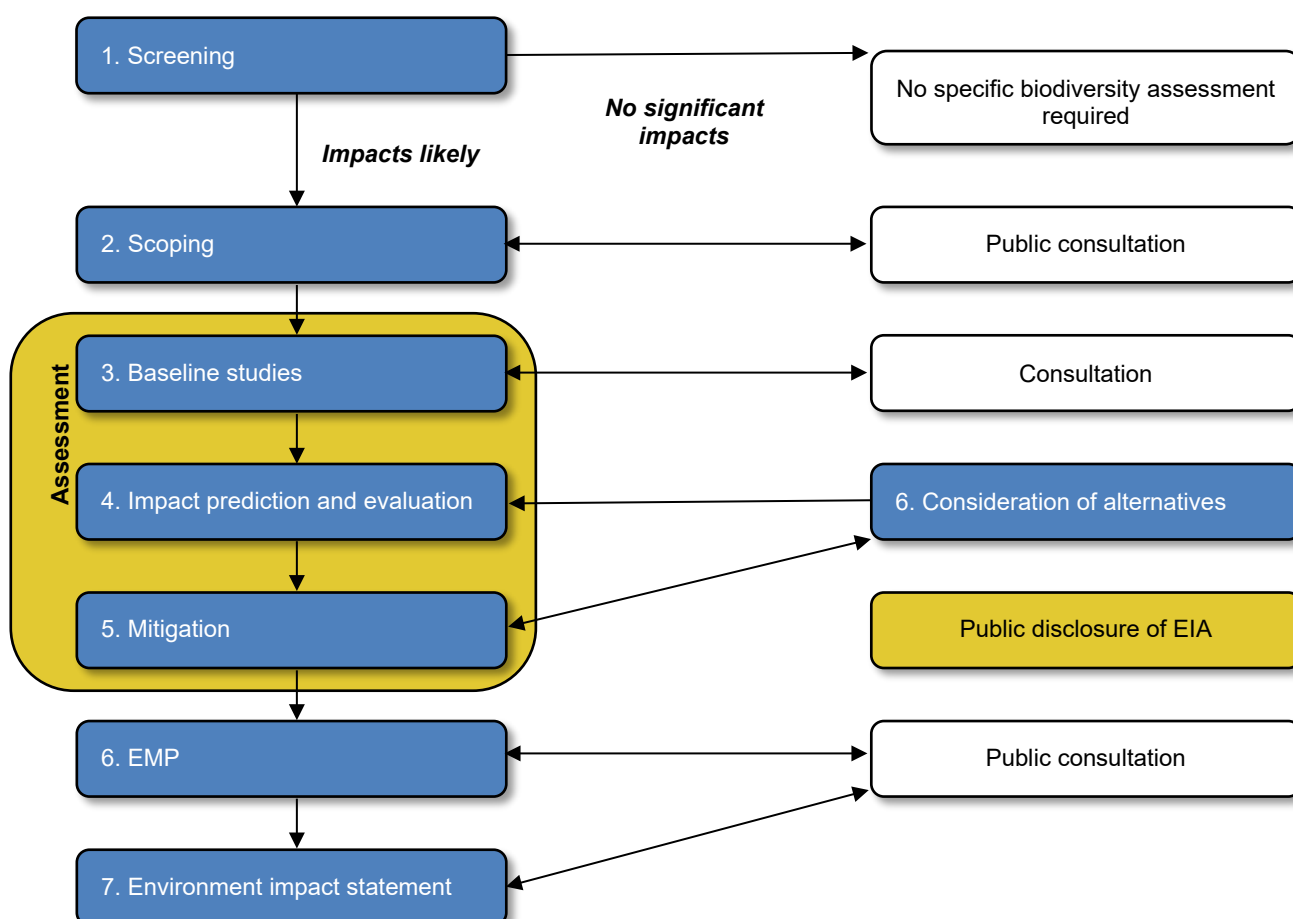 1. Screening
No specific biodiversity assessment
required
No significant
impacts
Impacts likely
2. Scoping
Public consultation
Assessment
3. Baseline studies
Consultation
4. Impact prediction and evaluation
6. Consideration of alternatives
5. Mitigation
Public disclosure of EIA
6. EMP
Public consultation
7. Environment impact statement